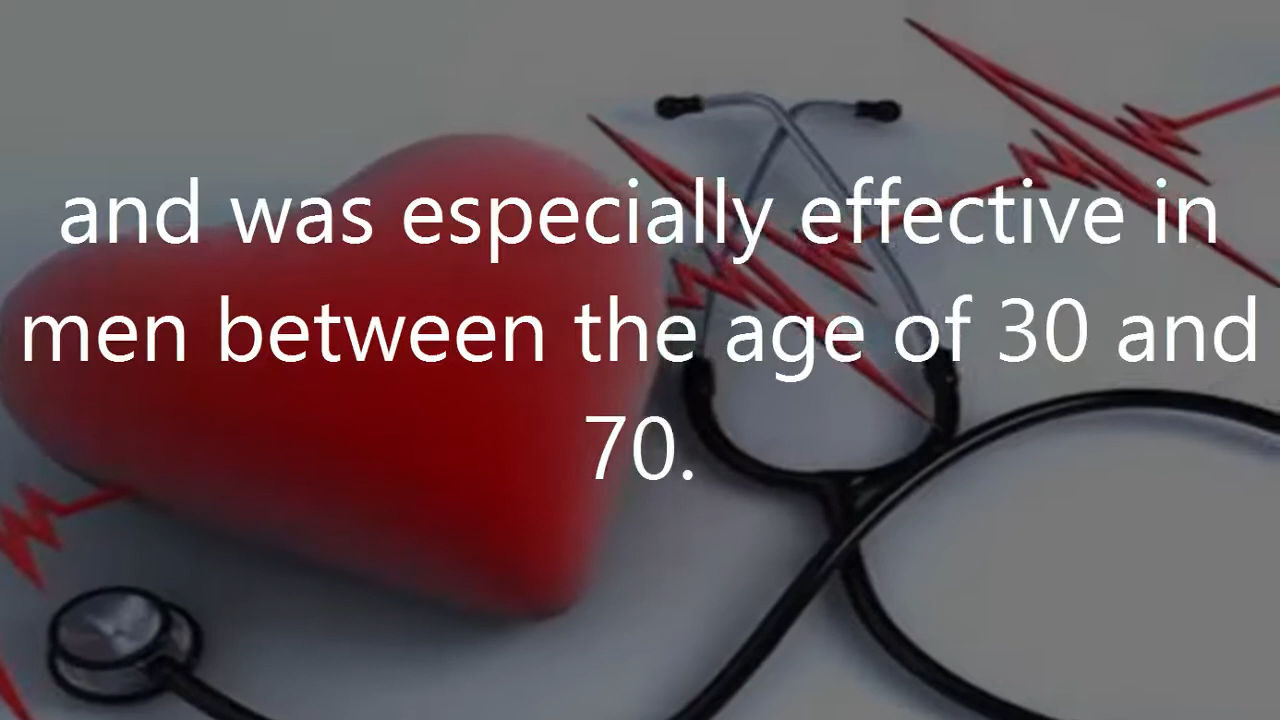 and was especially effective in
men between the age of 30 and
70.